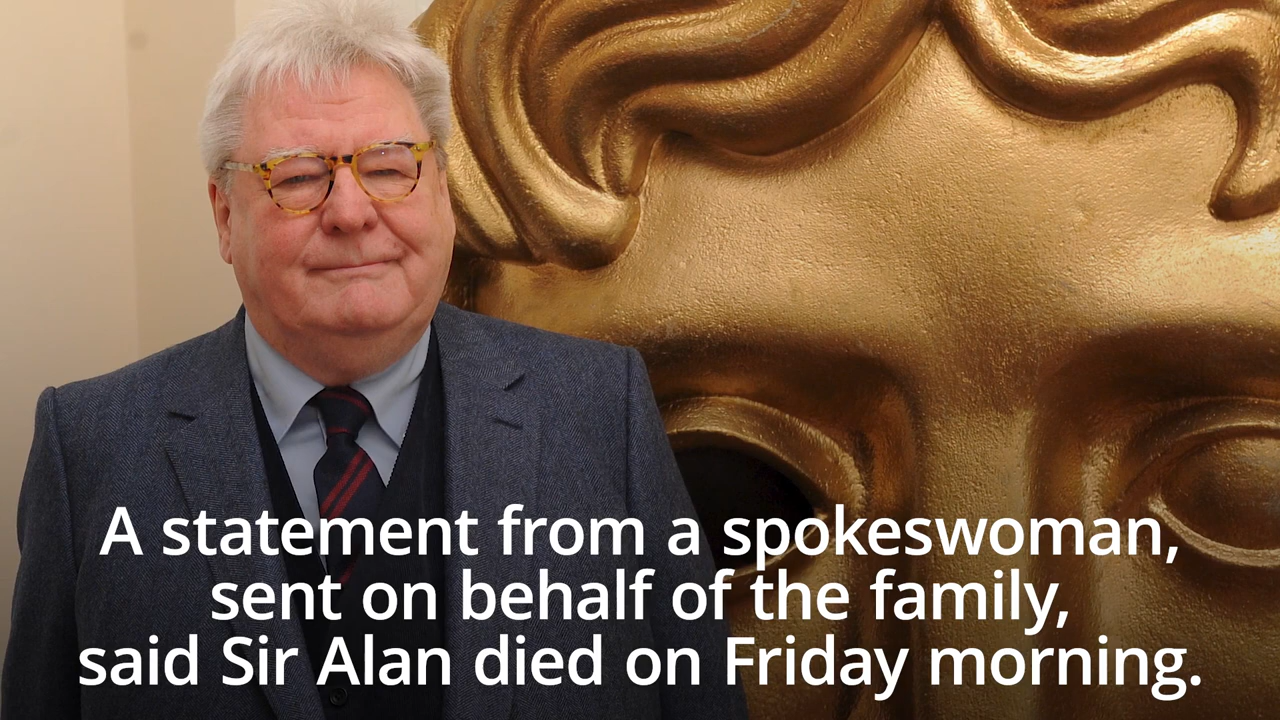 A statement from a spokeswoman,
sent on behalf of the family,
said Sir Alan died on Friday morning.